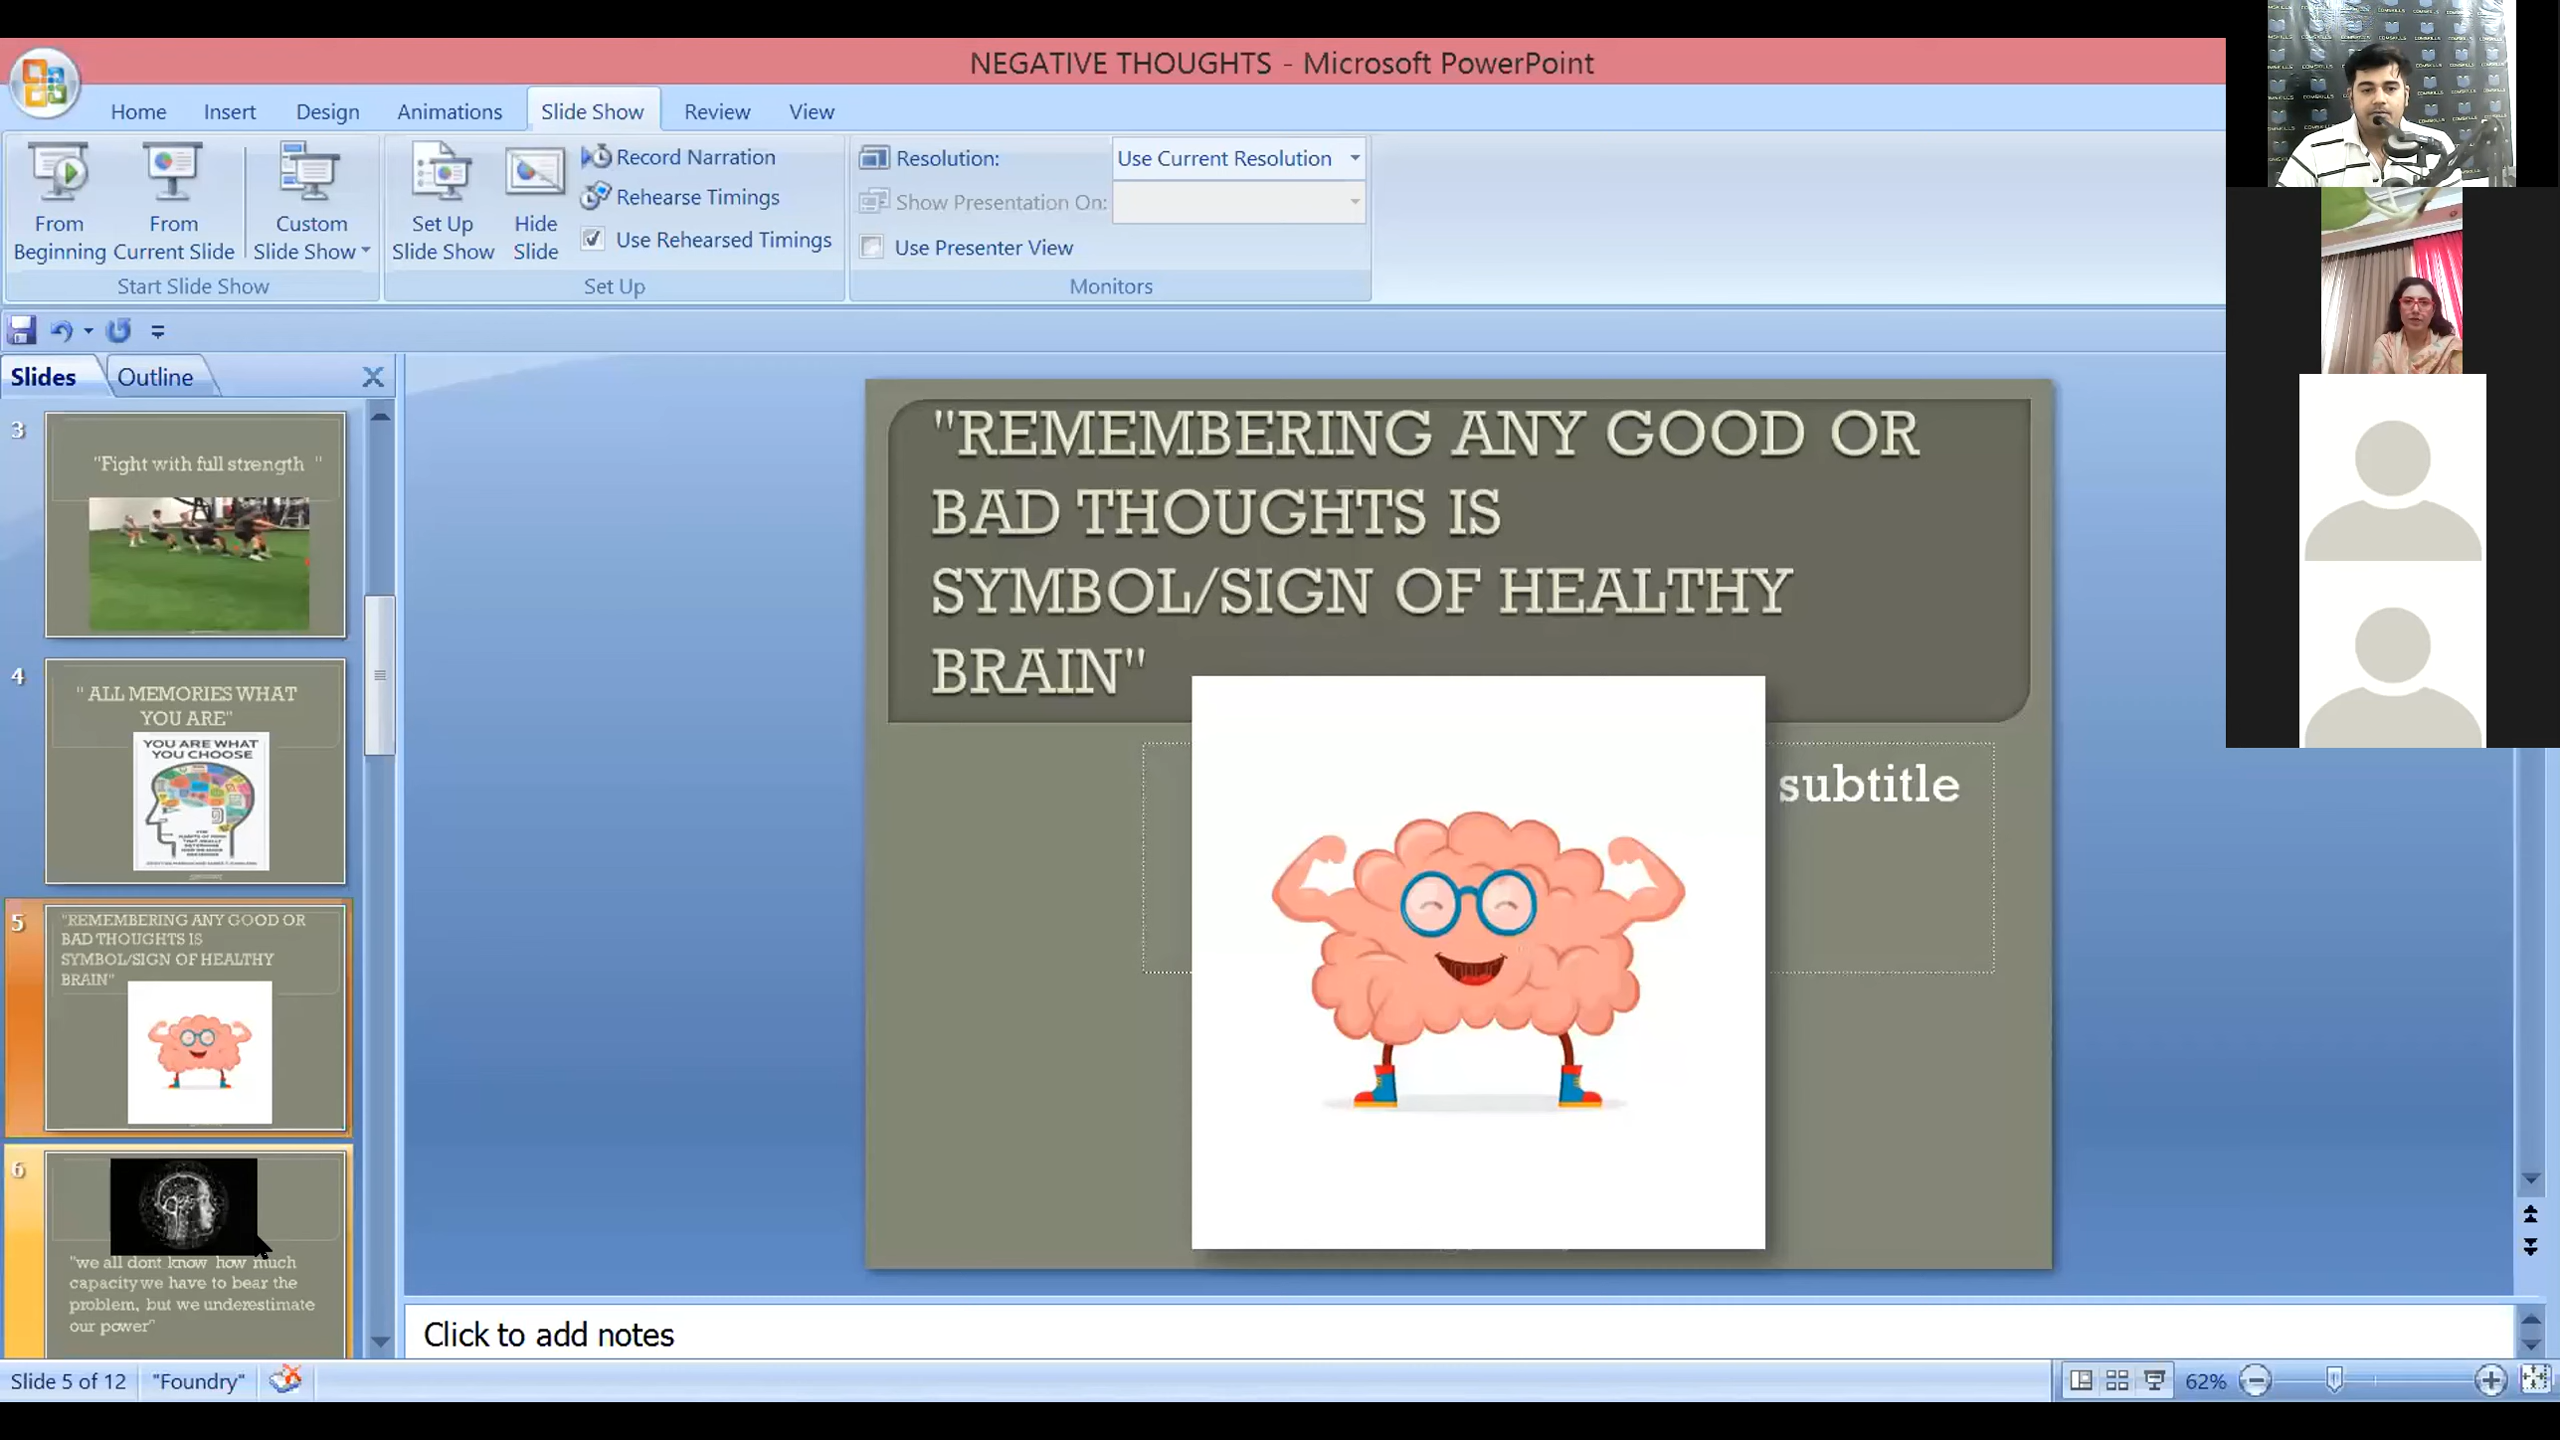 NEGATIVE THOUGHTS - Microsoft PowerPoint
Home Insert Design Animations Slide Show Review View
From Beginning
From Current Slide
Custom Slide Show
Start Slide Show
Set Up Slide Show
Hide Slide
Record Narration
Rehearse Timings
Use Rehearsed Timings
Set Up
Resolution: Use Current Resolution
Show Presentation On:
Use Presenter View
Monitors
Slides Outline
3
"Fight with full strength "
4
" ALL MEMORIES WHAT
YOU ARE"
YOU ARE WHAT
YOU CHOOSE
5
"REMEMBERING ANY GOOD OR
BAD THOUGHTS IS
SYMBOL/SIGN OF HEALTHY
BRAIN"
6
"we all dont know how much
capacity we have to bear the
problem, but we underestimate
our power"
"REMEMBERING ANY GOOD OR
BAD THOUGHTS IS
SYMBOL/SIGN OF HEALTHY
BRAIN"
subtitle
Click to add notes
Slide 5 of 12 "Foundry" 62%
COMSKILLS